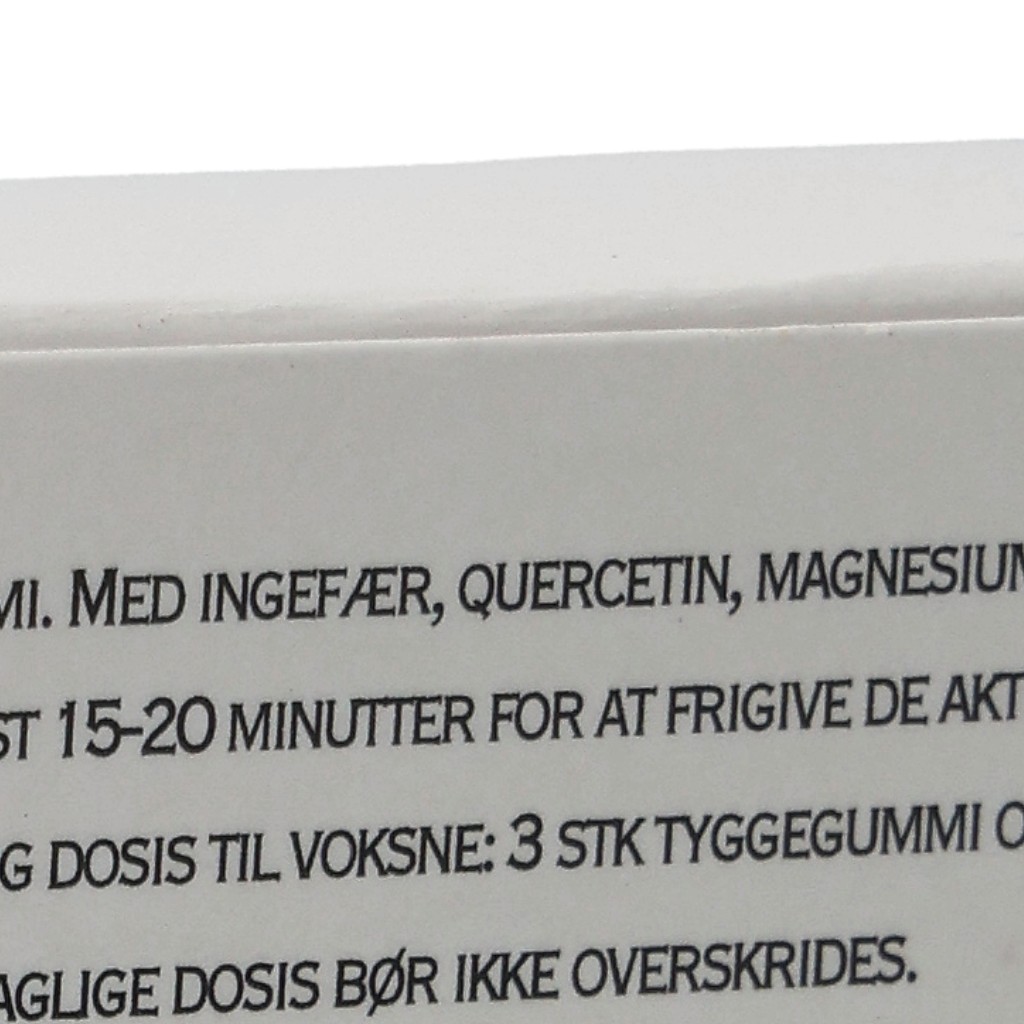 MI. MED INGEFÆR, QUERCETIN, MAGNESIUM
ST 15-20 MINUTTER FOR AT FRIGIVE DE AKT
G DOSIS TIL VOKSNE: 3 STK TYGGEGUMMI O
AGLIGE DOSIS BØR IKKE OVERSKRIDES.